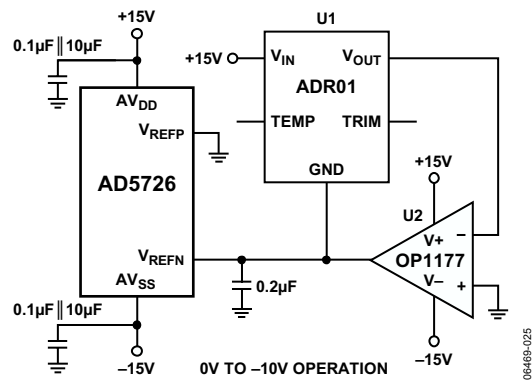 +15V
0.1µF || 10µF
AVDD
VREFP
AD5726
VREFN
AVSS
0.1µF || 10µF
–15V
0.2µF
U1
+15V
VIN
VOUT
ADR01
TEMP
TRIM
GND
+15V
U2
V+
–
OP1177
V–
+
–15V
0V TO –10V OPERATION
06469-025